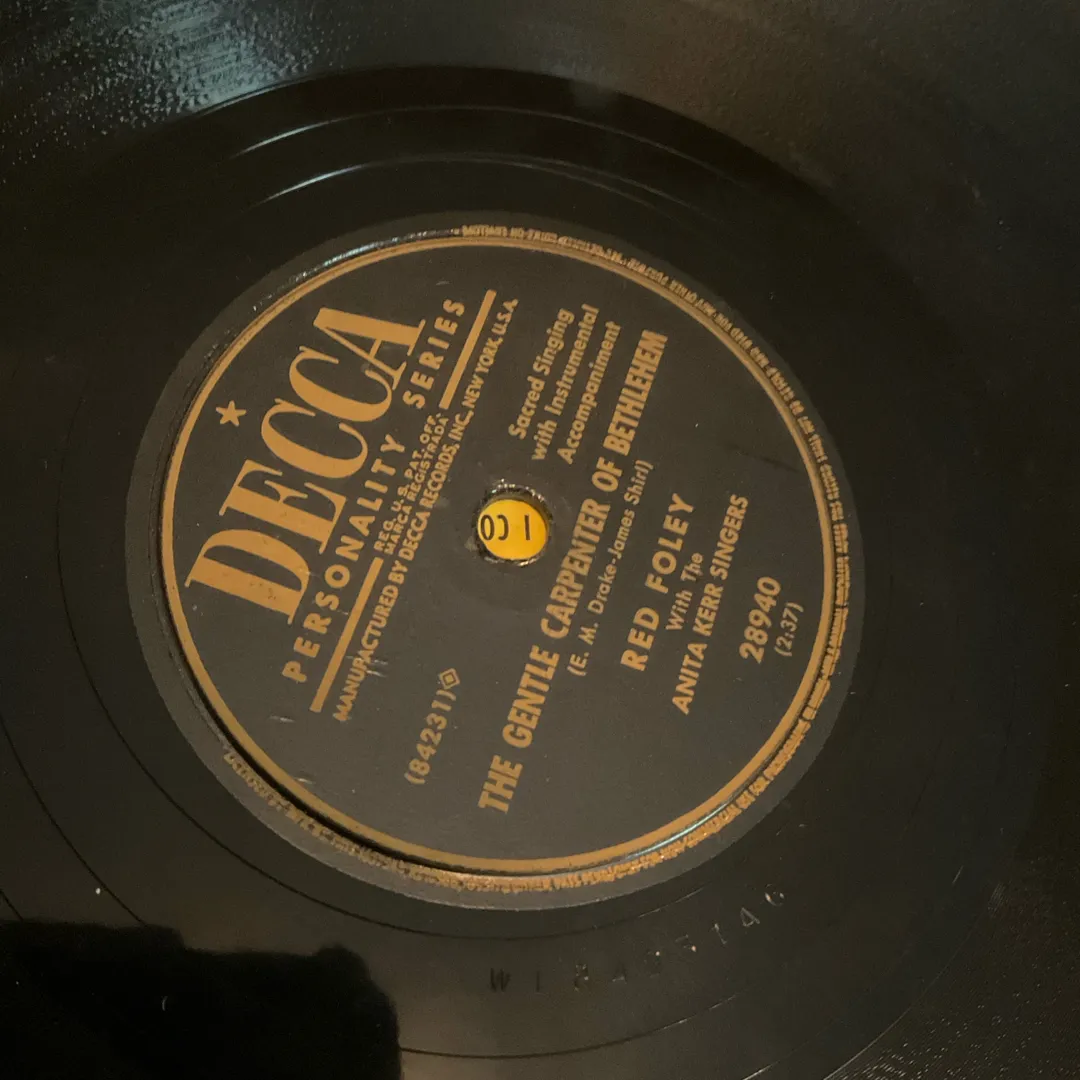 DECCA
PERSONALITY SERIES
REG. U. S. PAT. OFF.
MARCA REGISTRADA
MANUFACTURED BY DECCA RECORDS, INC., NEW YORK, U.S.A.
Sacred Singing
with Instrumental
Accompaniment
(84231)
THE GENTLE CARPENTER OF BETHLEHEM
(E. M. Drake-James Shirl)
RED FOLEY
With The
ANITA KERR SINGERS
28940
(2:37)